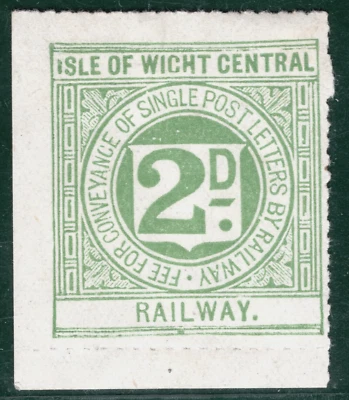 ISLE OF WIGHT CENTRAL
FEE FOR CONVEYANCE OF SINGLE POST LETTERS BY RAILWAY •
2D.
RAILWAY.